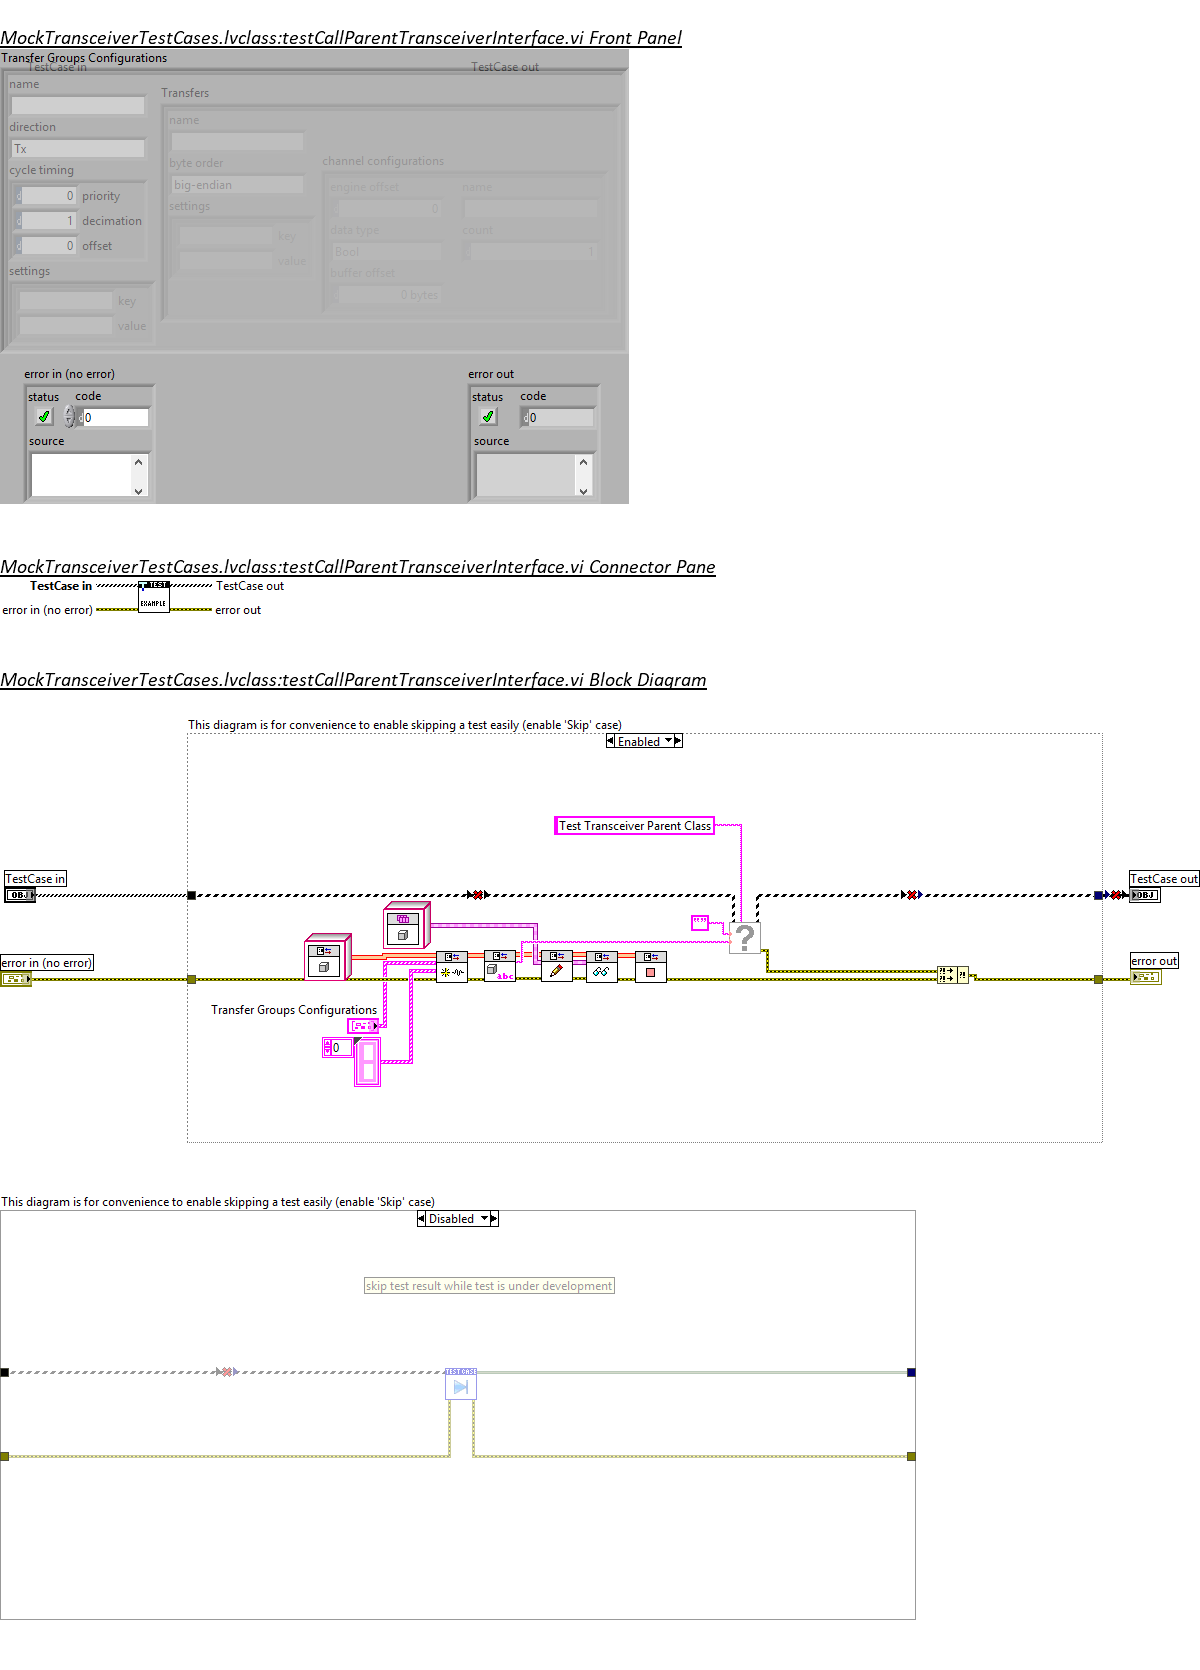 MockTransceiverTestCases.lvclass:testCallParentTransceiverInterface.vi Front Panel
Transfer Groups Configurations
TestCase in
TestCase out
name
Transfers
name
direction
Tx
byte order
channel configurations
cycle timing
big-endian
engine offset
name
0 priority
settings
0
1 decimation
key
data type
count
0 offset
value
Bool
1
settings
buffer offset
key
0 bytes
value
error in (no error)
error out
status
code
status
code
d 0
d 0
source
source
MockTransceiverTestCases.lvclass:testCallParentTransceiverInterface.vi Connector Pane
TestCase in
TEST
TestCase out
error in (no error)
EXAMPLE
error out
MockTransceiverTestCases.lvclass:testCallParentTransceiverInterface.vi Block Diagram
This diagram is for convenience to enable skipping a test easily (enable 'Skip' case)
Enabled
Test Transceiver Parent Class
TestCase in
OBJ
TestCase out
OBJ
?
error in (no error)
error out
abc
Transfer Groups Configurations
0
This diagram is for convenience to enable skipping a test easily (enable 'Skip' case)
Disabled
skip test result while test is under development
TEST CASE